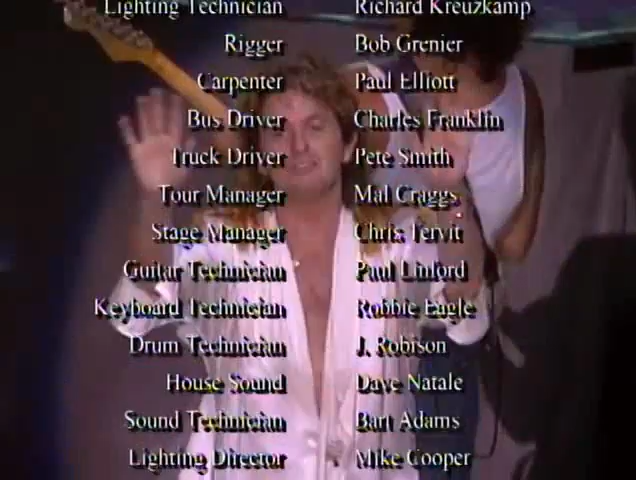 Lighting Technician Richard Kreuzkamp
Rigger Bob Grenier
Carpenter Paul Elliott
Bus Driver Charles Franklin
Truck Driver Pete Smith
Tour Manager Mal Craggs
Stage Manager Chris Tervit
Guitar Technician Paul Linford
Keyboard Technician Robbie Eagle
Drum Technician J. Robison
House Sound Dave Natale
Sound Technician Bart Adams
Lighting Director Mike Cooper